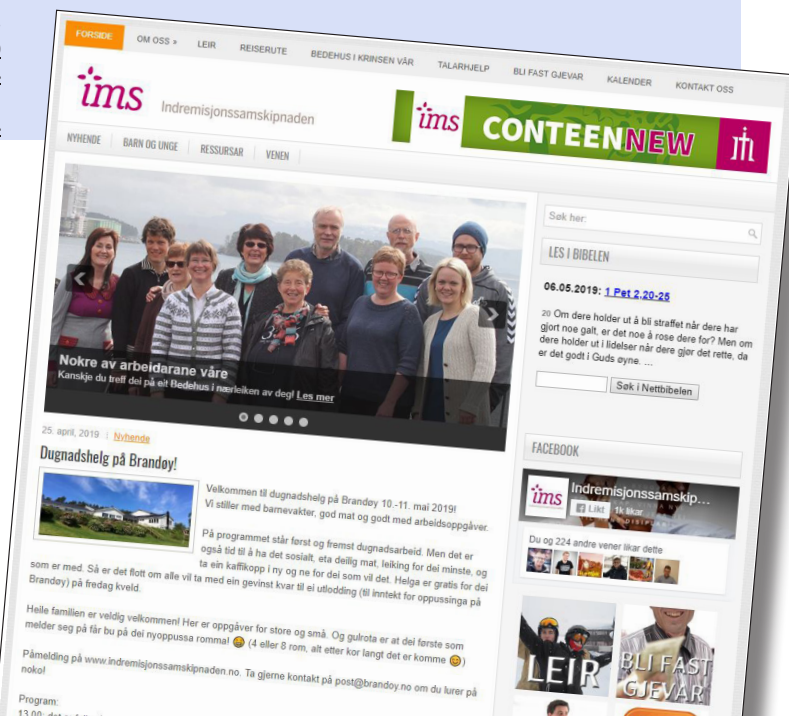 FORSIDE OM OSS » LEIR REISERUTE BEDEHUS I KRINSEN VÅR TALARHJELP BLI FAST GJEVAR KALENDER KONTAKT OSS
ims Indremisjonssamskipnaden
ims CONTEENNEW
NYHENDE BARN OG UNGE RESSURSAR VENEN
Nokre av arbeidarane våre
Kanskje du treff dei på eit Bedehus i nærleiken av deg! Les mer
25. april, 2019 | Nyhende
Dugnadshelg på Brandøy!
Velkommen til dugnadshelg på Brandøy 10.-11. mai 2019!
Vi stiller med barnevakter, god mat og godt med arbeidsoppgåver.
På programmet står først og fremst dugnadsarbeid. Men det er
også tid til å ha det sosialt, eta deilig mat, leiking for dei minste, og
ta ein kaffikopp i ny og ne for dei som vil det. Helga er gratis for dei
som er med. Så er det flott om alle vil ta med ein gevinst kvar til ei utlodding (til inntekt for oppussinga på
Brandøy) på fredag kveld.
Heile familien er veldig velkommen! Her er oppgåver for store og små. Og gulrota er at dei første som
melder seg på får bu på dei nyoppussa romma! (4 eller 8 rom, alt etter kor langt det er komme )
Påmelding på www.indremisjonssamskipnaden.no. Ta gjerne kontakt på post@brandoy.no om du lurer på
noko!
Program:
Søk her:
LES I BIBELEN
06.05.2019: 1 Pet 2,20-25
20 Om dere holder ut å bli straffet når dere har
gjort noe galt, er det noe å rose dere for? Men om
dere holder ut i lidelser når dere gjør det rette, da
er det godt i Guds øyne. ...
Søk i Nettbibelen
FACEBOOK
ims Indremisjonssamskip...
Likt 1k likar
Du og 224 andre vener likar dette
LEIR
BLI FAST
GJEVAR